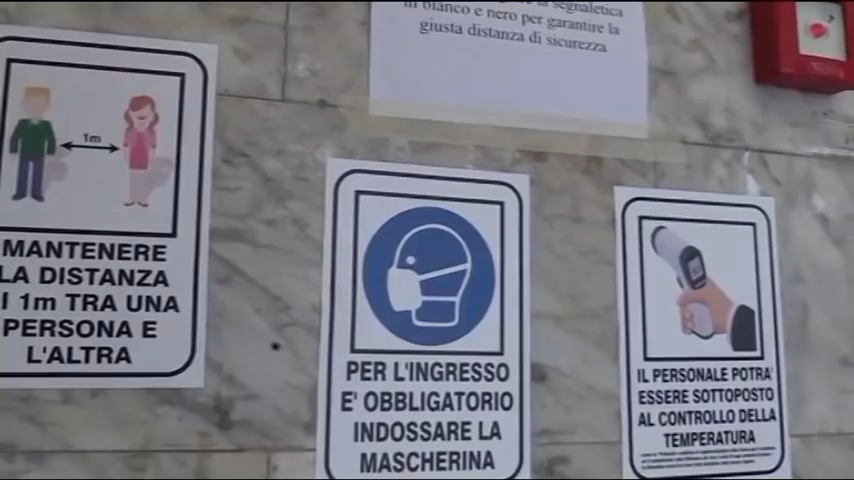 segnaletica
in bianco e nero per garantire la
giusta distanza di sicurezza
1m
MANTENERE
LA DISTANZA
I 1m TRA UNA
PERSONA E
L'ALTRA
PER L'INGRESSO
E' OBBLIGATORIO
INDOSSARE LA
MASCHERINA
IL PERSONALE POTRA'
ESSERE SOTTOPOSTO
AL CONTROLLO DELLA
TEMPERATURA